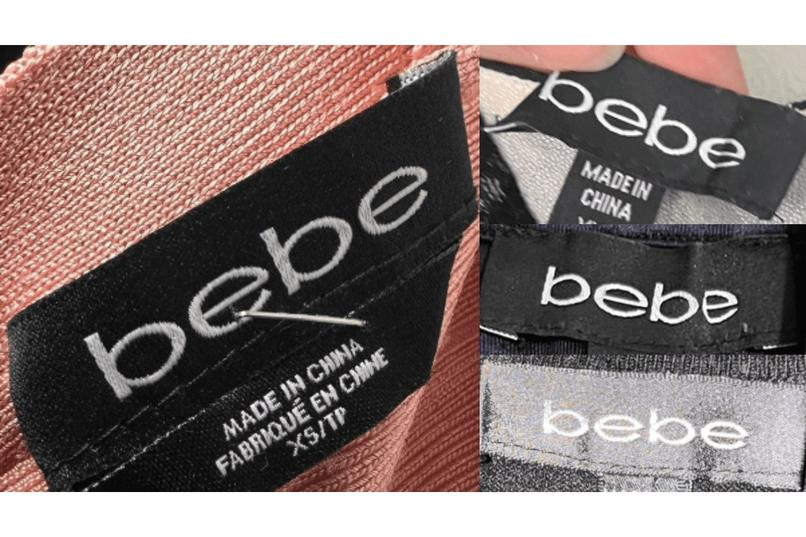 bebe
MADE IN CHINA
FABRIQUÉ EN CHINE
XS/TP
bebe
MADE IN
CHINA
bebe
bebe